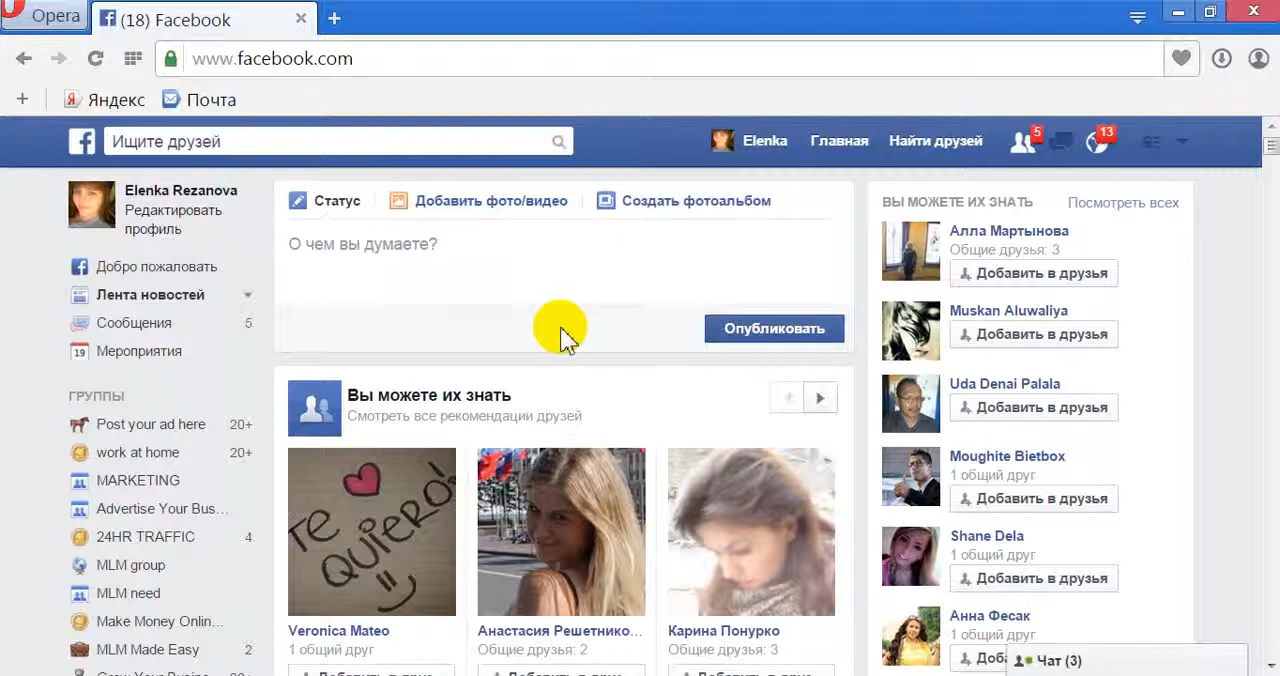 Opera
(18) Facebook
www.facebook.com
Яндекс
Почта
Ищите друзей
Elenka
Главная
Найти друзей
5
13
Elenka Rezanova
Редактировать
профиль
Добро пожаловать
Лента новостей
Сообщения 5
19 Мероприятия
ГРУППЫ
Post your ad here 20+
work at home 20+
MARKETING
Advertise Your Bus...
24HR TRAFFIC 4
MLM group
MLM need
Make Money Onlin...
MLM Made Easy 2
Статус
Добавить фото/видео
Создать фотоальбом
О чем вы думаете?
Опубликовать
Вы можете их знать
Смотреть все рекомендации друзей
TE
QUIERO!
Veronica Mateo
1 общий друг
Анастасия Решетнико...
Общие друзья: 2
Карина Понурко
Общие друзья: 3
ВЫ МОЖЕТЕ ИХ ЗНАТЬ
Посмотреть всех
Алла Мартынова
Общие друзья: 3
Добавить в друзья
Muskan Aluwaliya
Добавить в друзья
Uda Denai Palala
Добавить в друзья
Moughite Bietbox
1 общий друг
Добавить в друзья
Shane Dela
1 общий друг
Добавить в друзья
Анна Фесак
1 общий друг
Чат (3)